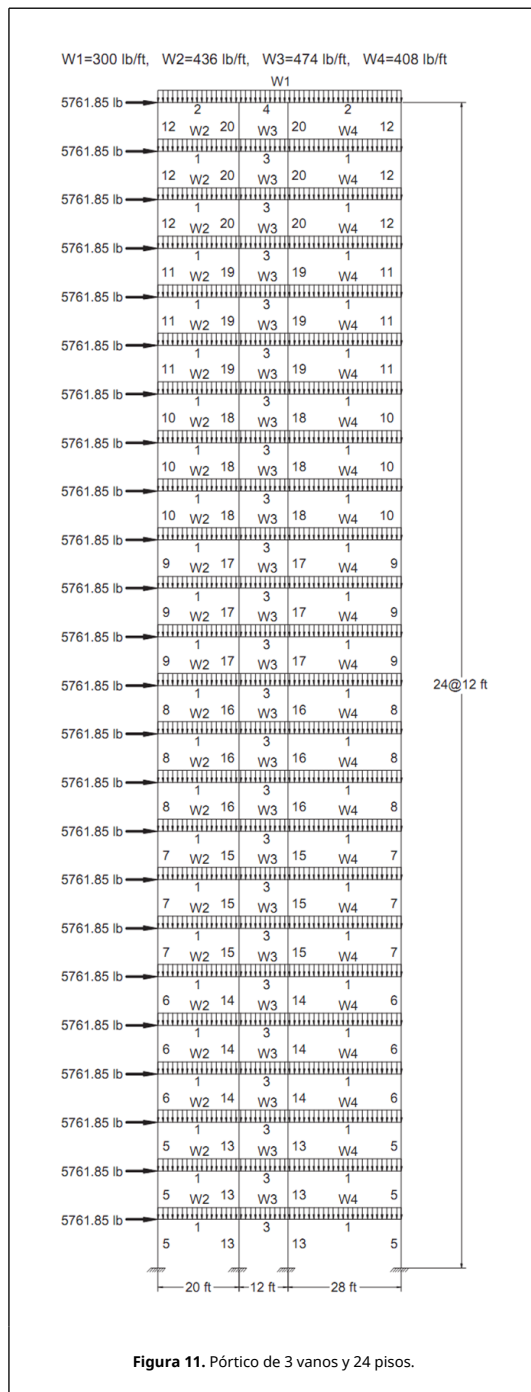 W1=300 lb/ft, W2=436 lb/ft, W3=474 lb/ft, W4=408 lb/ft
W1
5761.85 lb
2 4 2
12 W2 20 W3 20 W4 12
5761.85 lb
1 3 1
12 W2 20 W3 20 W4 12
5761.85 lb
1 3 1
12 W2 20 W3 20 W4 12
5761.85 lb
1 3 1
11 W2 19 W3 19 W4 11
5761.85 lb
1 3 1
11 W2 19 W3 19 W4 11
5761.85 lb
1 3 1
11 W2 19 W3 19 W4 11
5761.85 lb
1 3 1
10 W2 18 W3 18 W4 10
5761.85 lb
1 3 1
10 W2 18 W3 18 W4 10
5761.85 lb
1 3 1
10 W2 18 W3 18 W4 10
5761.85 lb
1 3 1
9 W2 17 W3 17 W4 9
5761.85 lb
1 3 1
9 W2 17 W3 17 W4 9
5761.85 lb
1 3 1
9 W2 17 W3 17 W4 9
5761.85 lb 24@12 ft
1 3 1
8 W2 16 W3 16 W4 8
5761.85 lb
1 3 1
8 W2 16 W3 16 W4 8
5761.85 lb
1 3 1
8 W2 16 W3 16 W4 8
5761.85 lb
1 3 1
7 W2 15 W3 15 W4 7
5761.85 lb
1 3 1
7 W2 15 W3 15 W4 7
5761.85 lb
1 3 1
7 W2 15 W3 15 W4 7
5761.85 lb
1 3 1
6 W2 14 W3 14 W4 6
5761.85 lb
1 3 1
6 W2 14 W3 14 W4 6
5761.85 lb
1 3 1
6 W2 14 W3 14 W4 6
5761.85 lb
1 3 1
5 W2 13 W3 13 W4 5
5761.85 lb
1 3 1
5 W2 13 W3 13 W4 5
5761.85 lb
1 3 1
5 13 13 5
20 ft 12 ft 28 ft
Figura 11. Pórtico de 3 vanos y 24 pisos.